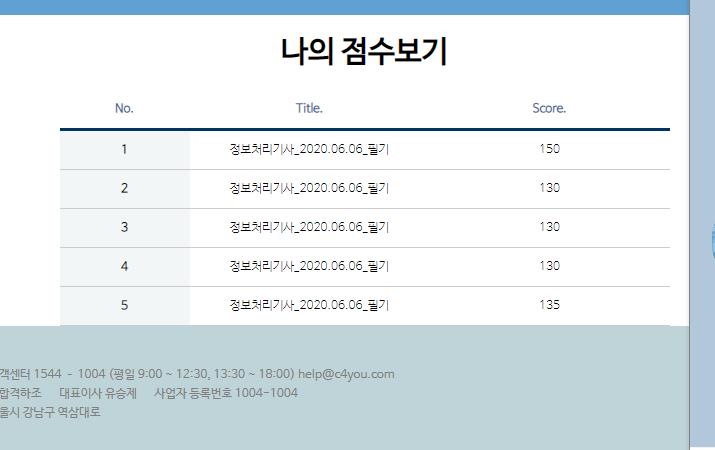 나의 점수보기
No. Title. Score.
1 정보처리기사_2020.06.06_필기 150
2 정보처리기사_2020.06.06_필기 130
3 정보처리기사_2020.06.06_필기 130
4 정보처리기사_2020.06.06_필기 130
5 정보처리기사_2020.06.06_필기 135
객센터 1544 - 1004 (평일 9:00 ~ 12:30, 13:30 ~ 18:00) help@c4you.com
합격하조 대표이사 유승제 사업자 등록번호 1004-1004
울시 강남구 역삼대로